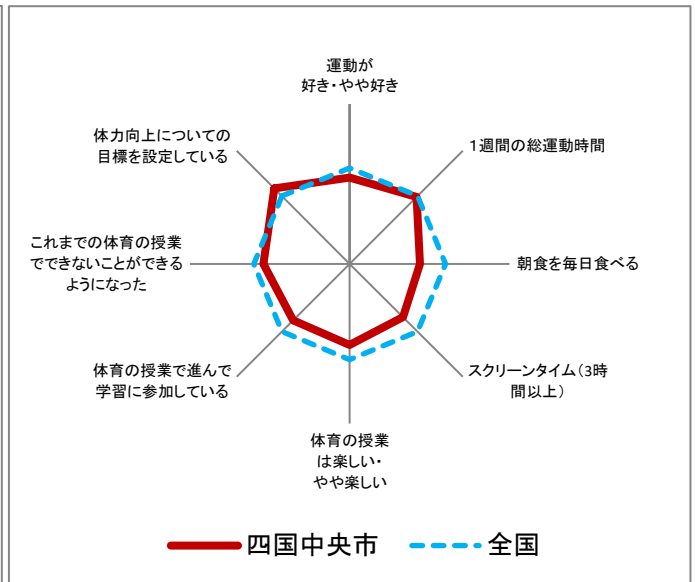 運動が
好き・やや好き
1週間の総運動時間
朝食を毎日食べる
スクリーンタイム(3時
間以上)
体育の授業
は楽しい・
やや楽しい
体育の授業で進んで
学習に参加している
これまでの体育の授業
でできないことができる
ようになった
体力向上についての
目標を設定している
四国中央市
全国